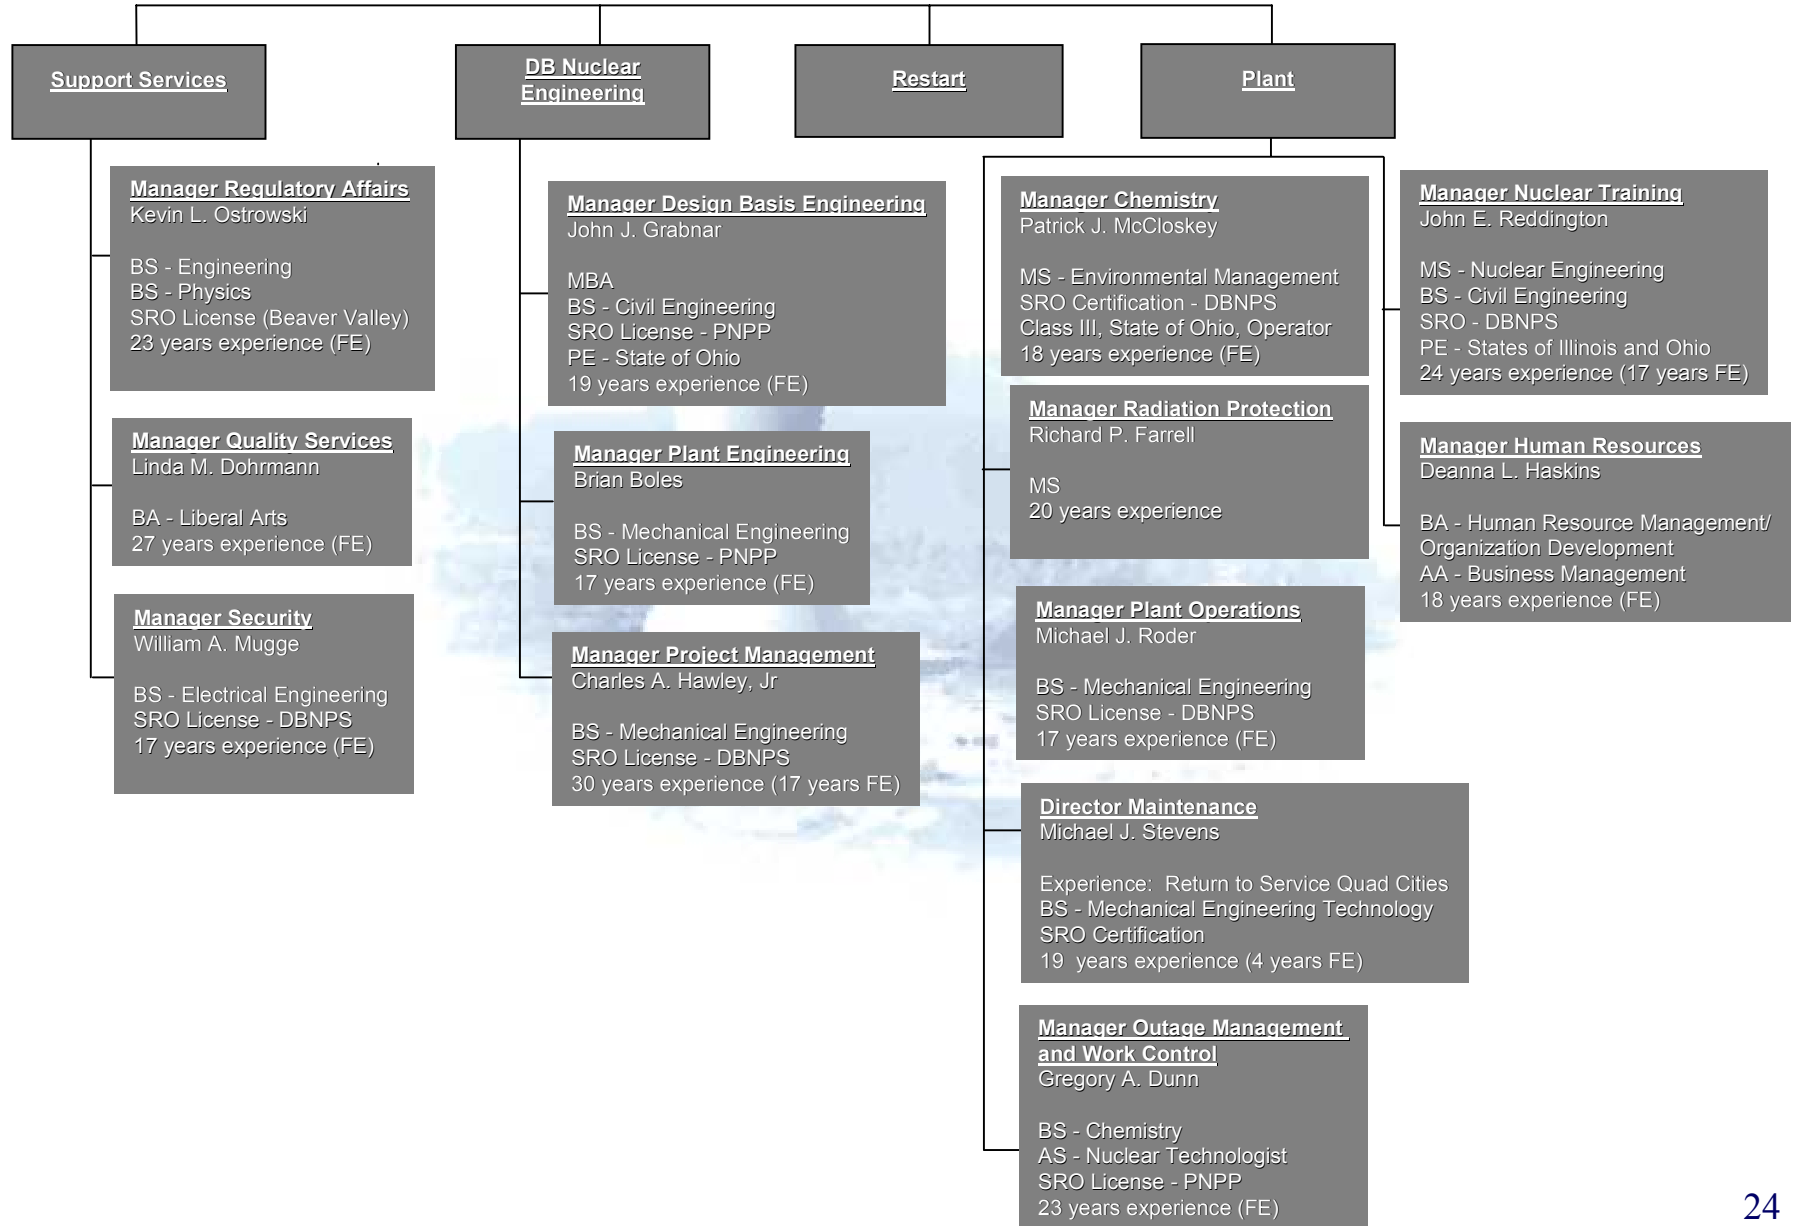 Support Services
DB Nuclear
Engineering
Restart
Plant
Manager Regulatory Affairs
Kevin L. Ostrowski
BS - Engineering
BS - Physics
SRO License (Beaver Valley)
23 years experience (FE)
Manager Quality Services
Linda M. Dohrmann
BA - Liberal Arts
27 years experience (FE)
Manager Security
William A. Mugge
BS - Electrical Engineering
SRO License - DBNPS
17 years experience (FE)
Manager Design Basis Engineering
John J. Grabnar
MBA
BS - Civil Engineering
SRO License - PNPP
PE - State of Ohio
19 years experience (FE)
Manager Plant Engineering
Brian Boles
BS - Mechanical Engineering
SRO License - PNPP
17 years experience (FE)
Manager Project Management
Charles A. Hawley, Jr
BS - Mechanical Engineering
SRO License - DBNPS
30 years experience (17 years FE)
Manager Chemistry
Patrick J. McCloskey
MS - Environmental Management
SRO Certification - DBNPS
Class III, State of Ohio, Operator
18 years experience (FE)
Manager Radiation Protection
Richard P. Farrell
MS
20 years experience
Manager Plant Operations
Michael J. Roder
BS - Mechanical Engineering
SRO License - DBNPS
17 years experience (FE)
Director Maintenance
Michael J. Stevens
Experience:  Return to Service Quad Cities
BS - Mechanical Engineering Technology
SRO Certification
19  years experience (4 years FE)
Manager Outage Management
and Work Control
Gregory A. Dunn
BS - Chemistry
AS - Nuclear Technologist
SRO License - PNPP
23 years experience (FE)
Manager Nuclear Training
John E. Reddington
MS - Nuclear Engineering
BS - Civil Engineering
SRO - DBNPS
PE - States of Illinois and Ohio
24 years experience (17 years FE)
Manager Human Resources
Deanna L. Haskins
BA - Human Resource Management/
Organization Development
AA - Business Management
18 years experience (FE)
24